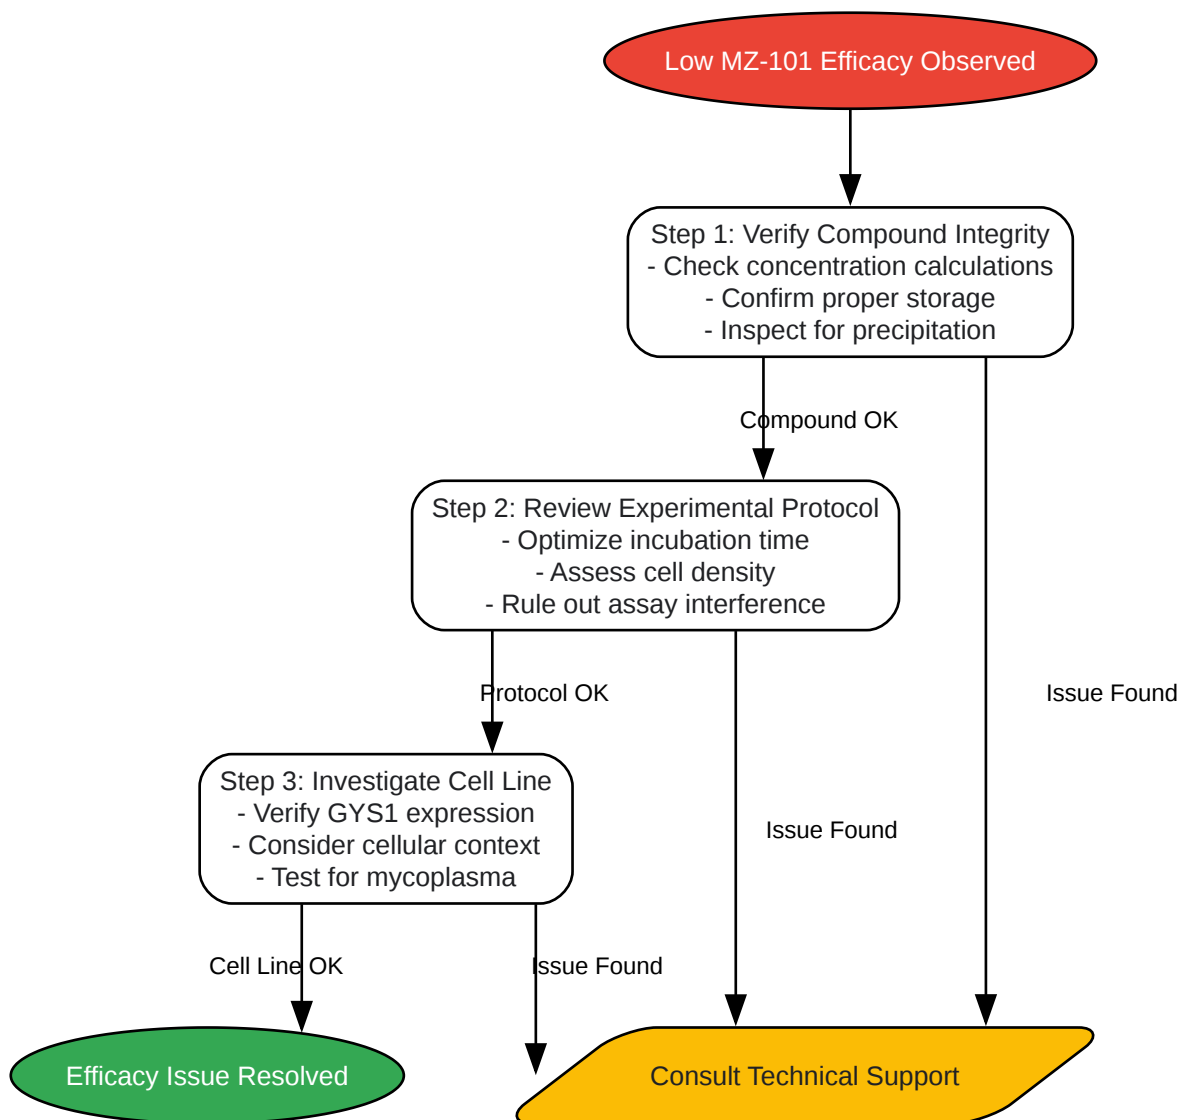 Low MZ-101 Efficacy Observed
Step 1: Verify Compound Integrity
- Check concentration calculations
- Confirm proper storage
- Inspect for precipitation
Compound OK
Step 2: Review Experimental Protocol
- Optimize incubation time
- Assess cell density
- Rule out assay interference
Protocol OK
Issue Found
Step 3: Investigate Cell Line
- Verify GYS1 expression
- Consider cellular context
- Test for mycoplasma
Issue Found
Cell Line OK
Issue Found
Efficacy Issue Resolved
Consult Technical Support